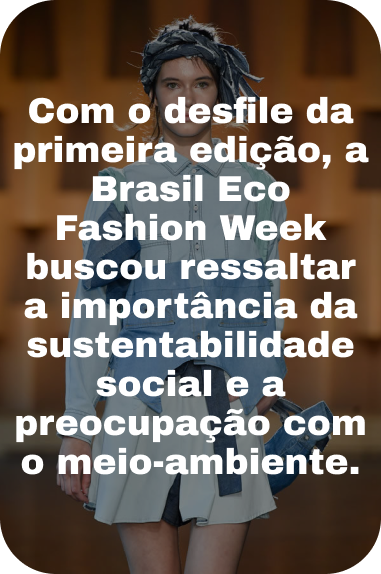 Com o desfile da
primeira edição, a
Brasil Eco
Fashion Week
buscou ressaltar
a importância da
sustentabilidade
social e a
preocupação com
o meio-ambiente.